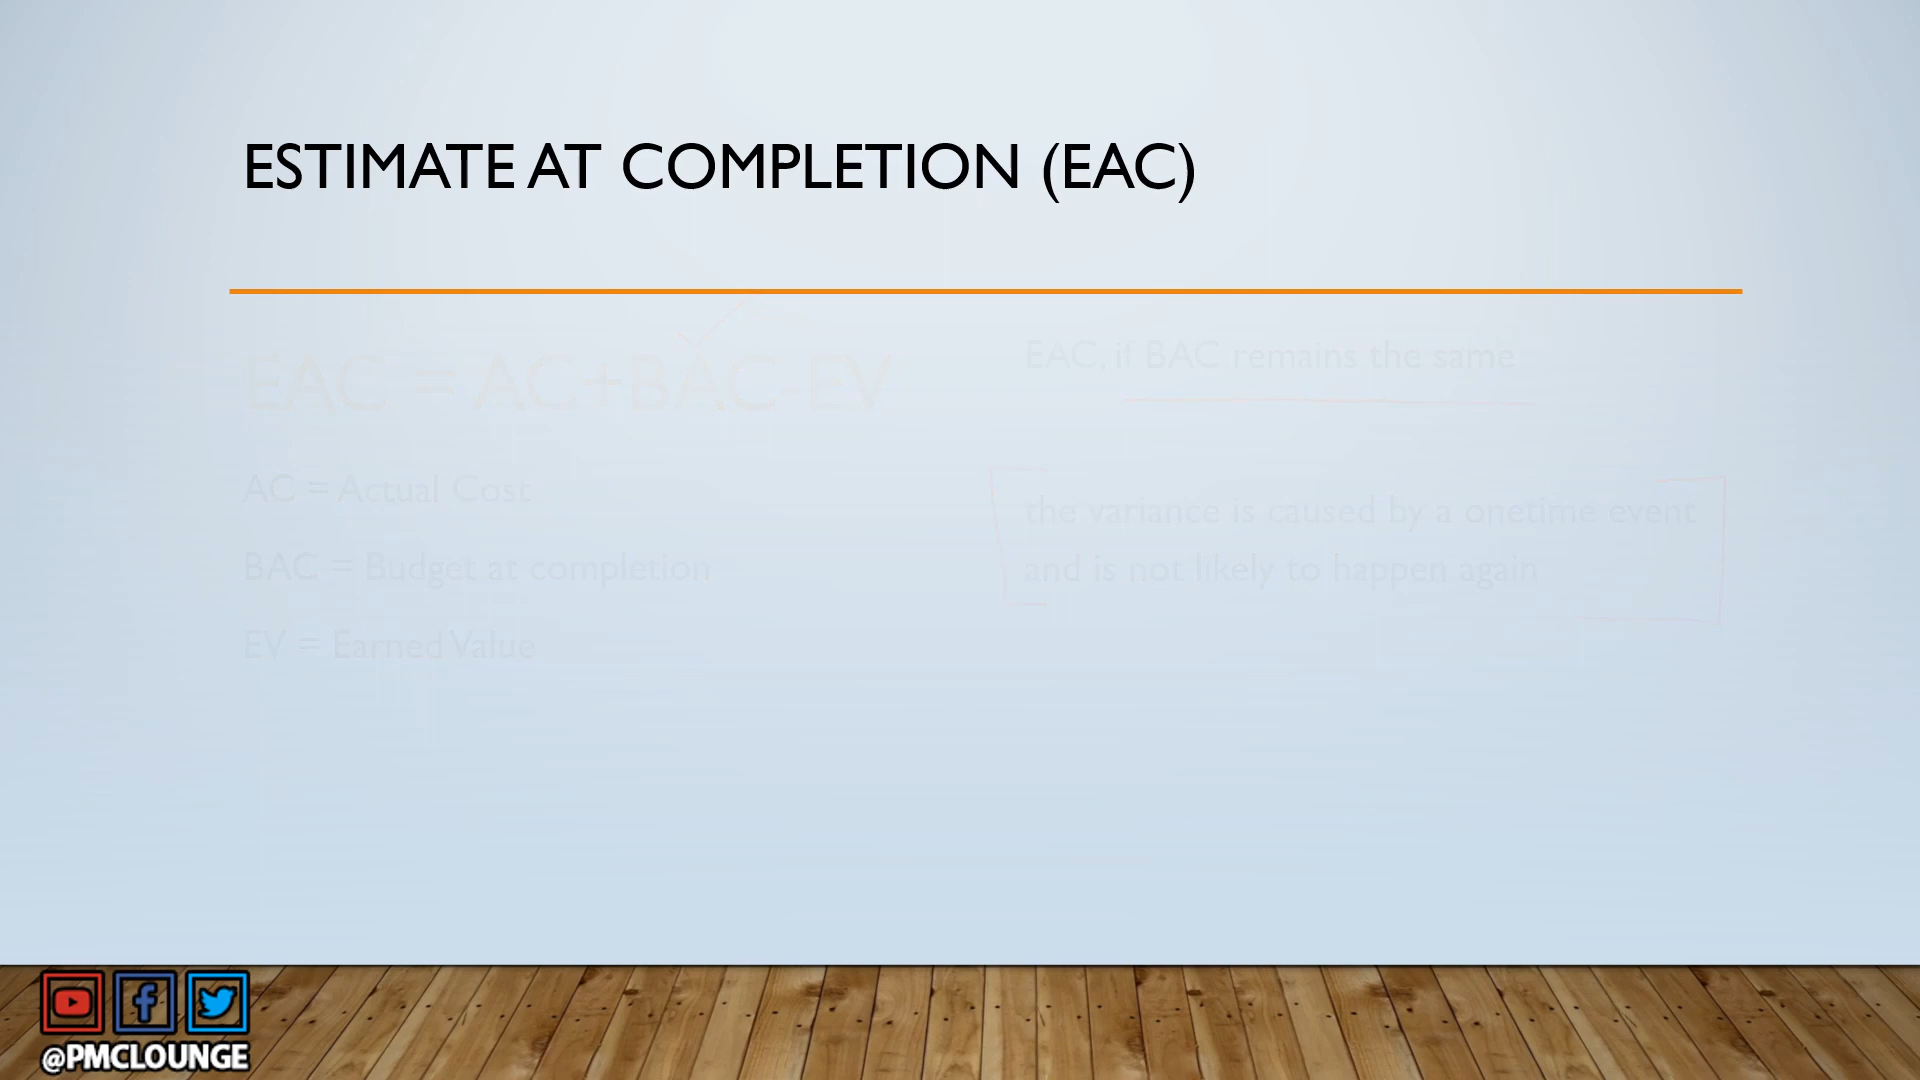 ESTIMATE AT COMPLETION (EAC)
EAC = AC+BAC-EV
AC = Actual Cost
BAC = Budget at completion
EV = Earned Value
EAC, if BAC remains the same
the variance is caused by a onetime event
and is not likely to happen again
@PMCLOUNGE